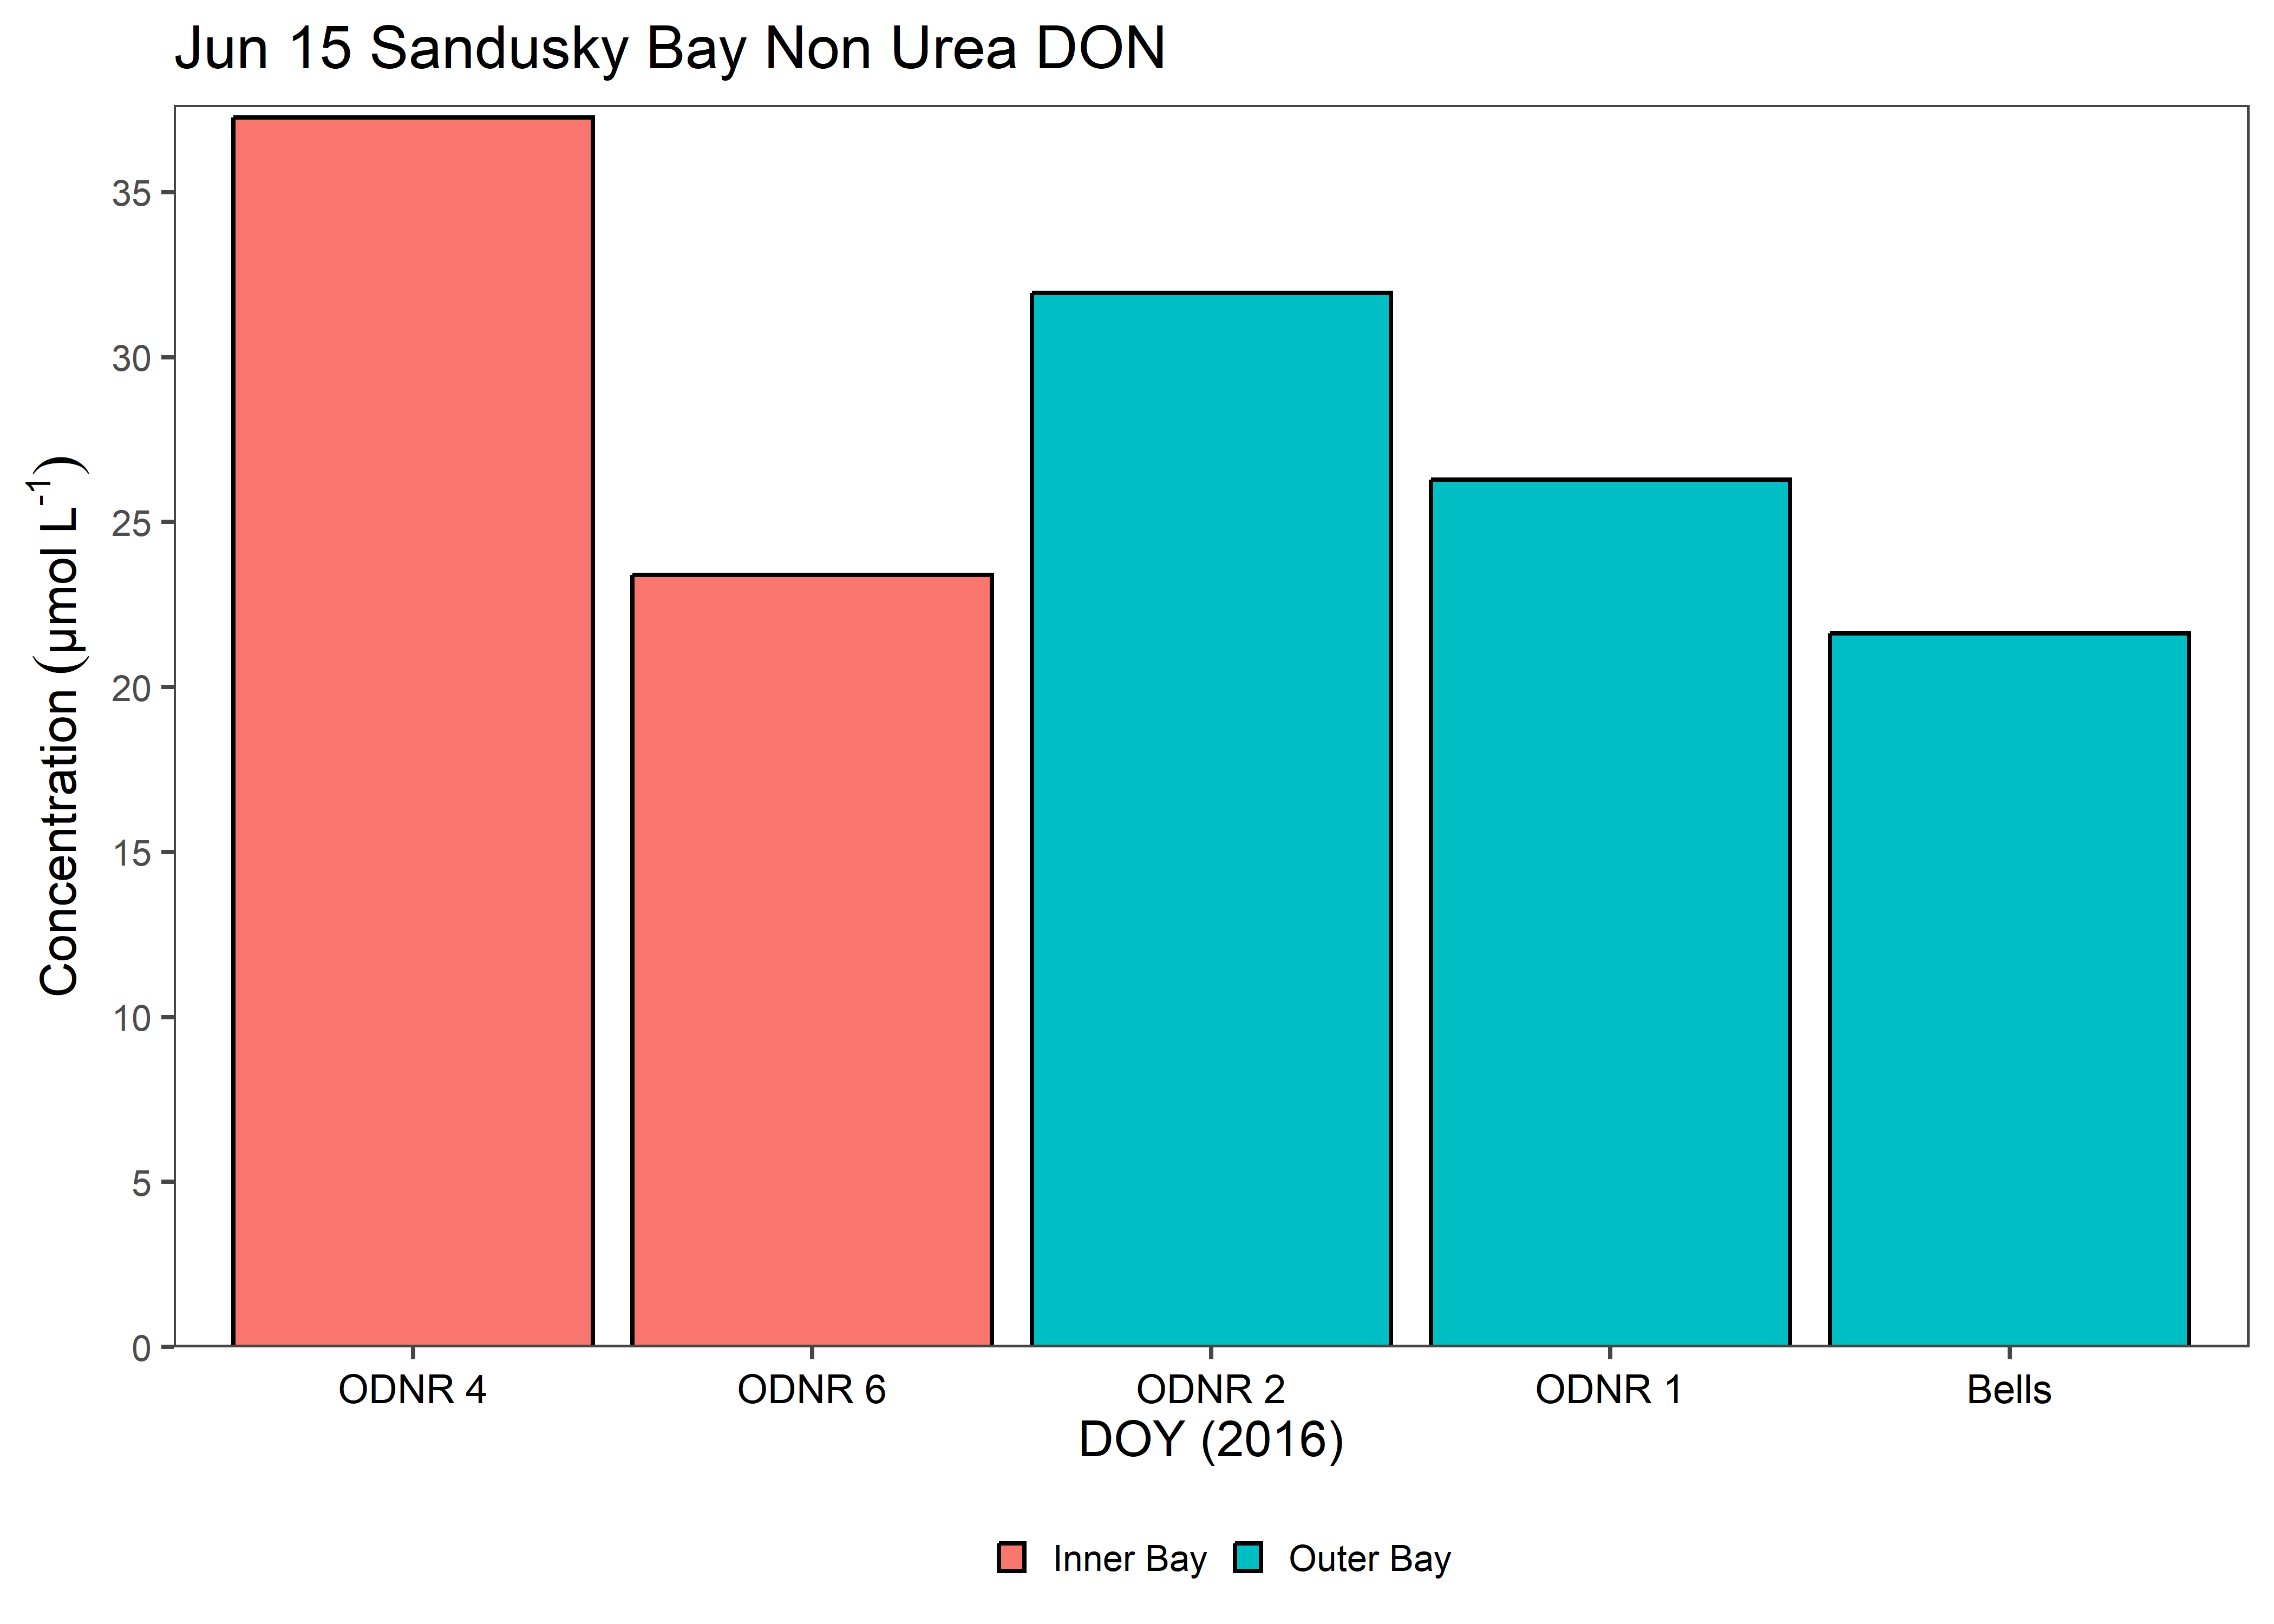 Jun 15 Sandusky Bay Non Urea DON
Concentration (µmol L⁻¹)
35
30
25
20
15
10
5
0
ODNR 4 ODNR 6 ODNR 2 ODNR 1 Bells
DOY (2016)
Inner Bay Outer Bay